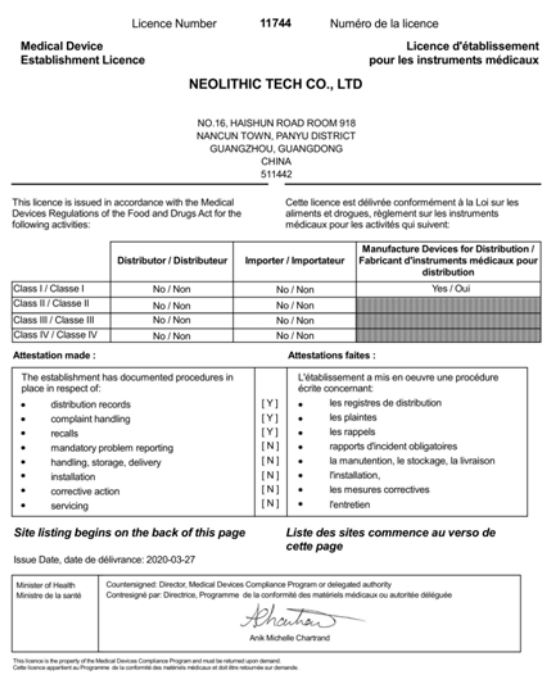 Licence Number 11744 Numéro de la licence
Medical Device
Establishment Licence
Licence d'établissement
pour les instruments médicaux
NEOLITHIC TECH CO., LTD
NO.16, HAISHUN ROAD ROOM 918
NANCUN TOWN, PANYU DISTRICT
GUANGZHOU, GUANGDONG
CHINA
511442
This licence is issued in accordance with the Medical
Devices Regulations of the Food and Drugs Act for the
following activities:
Cette licence est délivrée conformément à la Loi sur les
aliments et drogues, règlement sur les instruments
médicaux pour les activités qui suivent:
Distributor / Distributeur Importer / Importateur Manufacture Devices for Distribution /
Fabricant d'instruments médicaux pour
distribution
Class I / Classe I No / Non No / Non Yes / Oui
Class II / Classe II No / Non No / Non
Class III / Classe III No / Non No / Non
Class IV / Classe IV No / Non No / Non
Attestation made : Attestations faites :
The establishment has documented procedures in
place in respect of:
• distribution records [ Y ]
• complaint handling [ Y ]
• recalls [ Y ]
• mandatory problem reporting [ N ]
• handling, storage, delivery [ N ]
• installation [ N ]
• corrective action [ N ]
• servicing [ N ]
L'établissement a mis en oeuvre une procédure
écrite concernant:
• les registres de distribution
• les plaintes
• les rappels
• rapports d'incident obligatoires
• la manutention, le stockage, la livraison
• l'installation,
• les mesures correctives
• l'entretien
Site listing begins on the back of this page
Liste des sites commence au verso de
cette page
Issue Date, date de délivrance: 2020-03-27
Minister of Health
Ministre de la santé
Countersigned: Director, Medical Devices Compliance Program or delegated authority
Contresigné par: Directrice, Programme de la conformité des matériels médicaux ou autoritée déléguée
AChartrand
Anik Michelle Chartrand
This licence is the property of the Medical Devices Compliance Program and must be returned upon demand.
Cette licence appartient au Programme de la conformité des matériels médicaux et doit être retournée sur demande.